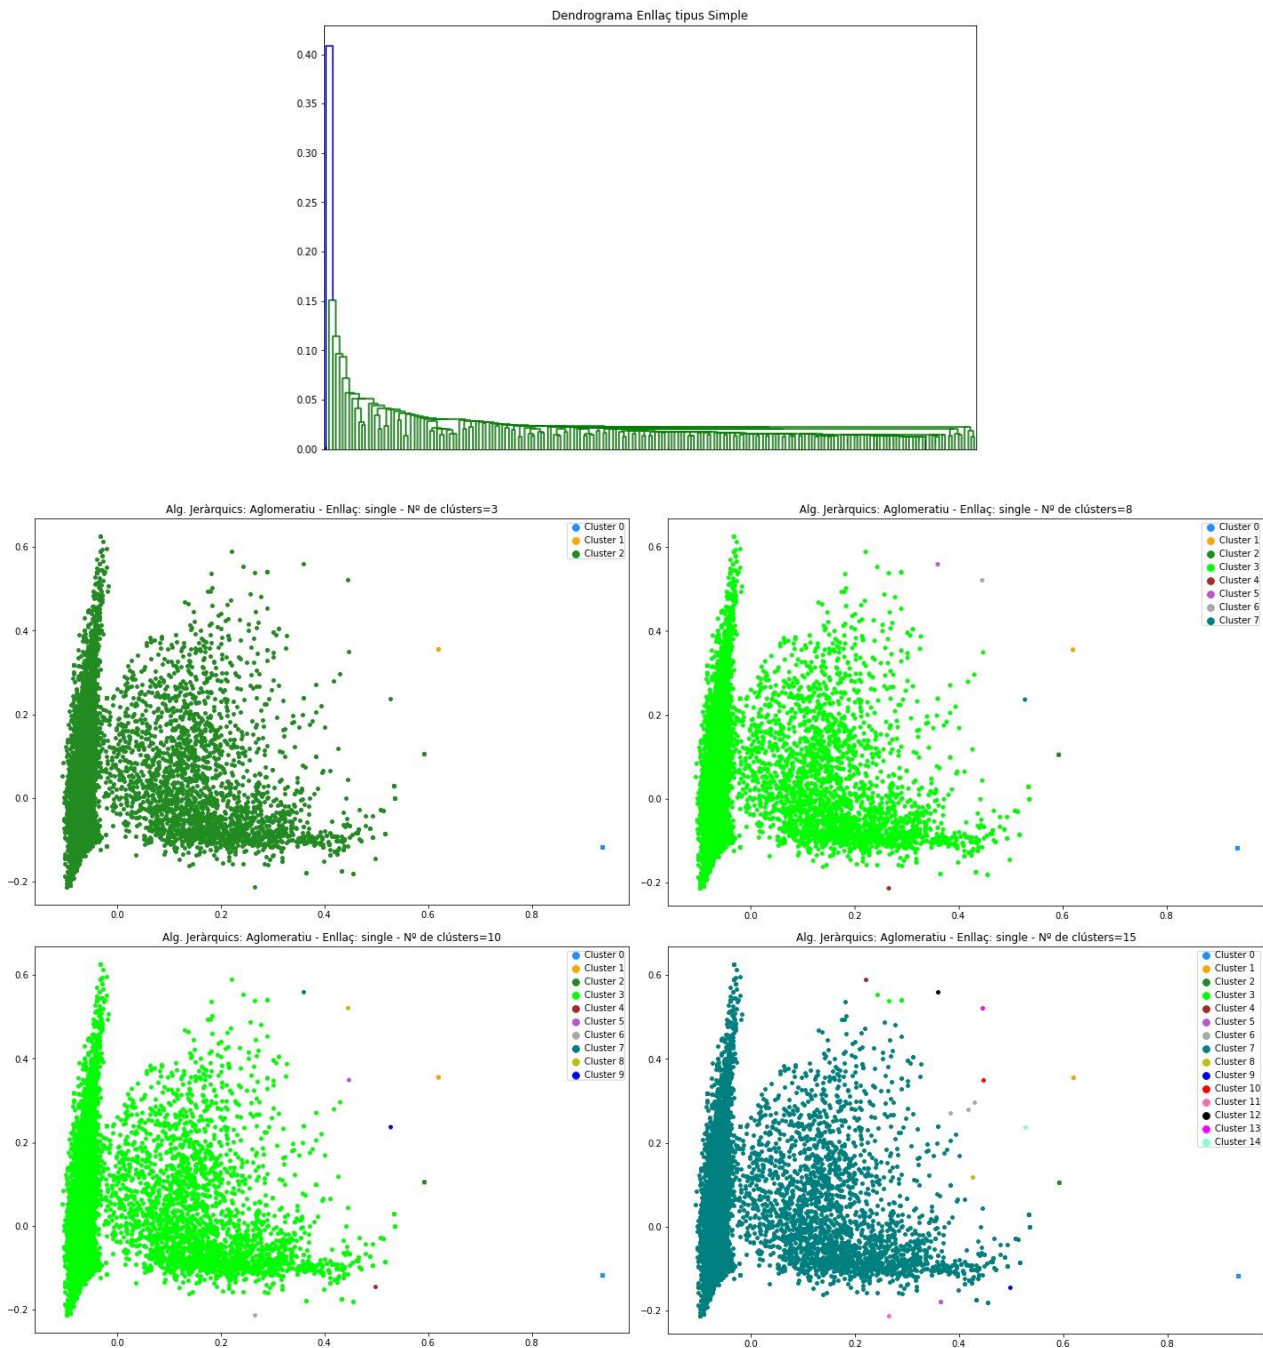 Dendrograma Enllaç tipus Simple
0.40
0.35
0.30
0.25
0.20
0.15
0.10
0.05
0.00
Alg. Jeràrquics: Aglomeratiu - Enllaç: single - Nº de clústers=3
Cluster 0
Cluster 1
Cluster 2
0.6
0.4
0.2
0.0
−0.2
0.0 0.2 0.4 0.6 0.8
Alg. Jeràrquics: Aglomeratiu - Enllaç: single - Nº de clústers=8
Cluster 0
Cluster 1
Cluster 2
Cluster 3
Cluster 4
Cluster 5
Cluster 6
Cluster 7
0.6
0.4
0.2
0.0
−0.2
0.0 0.2 0.4 0.6 0.8
Alg. Jeràrquics: Aglomeratiu - Enllaç: single - Nº de clústers=10
Cluster 0
Cluster 1
Cluster 2
Cluster 3
Cluster 4
Cluster 5
Cluster 6
Cluster 7
Cluster 8
Cluster 9
0.6
0.4
0.2
0.0
−0.2
0.0 0.2 0.4 0.6 0.8
Alg. Jeràrquics: Aglomeratiu - Enllaç: single - Nº de clústers=15
Cluster 0
Cluster 1
Cluster 2
Cluster 3
Cluster 4
Cluster 5
Cluster 6
Cluster 7
Cluster 8
Cluster 9
Cluster 10
Cluster 11
Cluster 12
Cluster 13
Cluster 14
0.6
0.4
0.2
0.0
−0.2
0.0 0.2 0.4 0.6 0.8